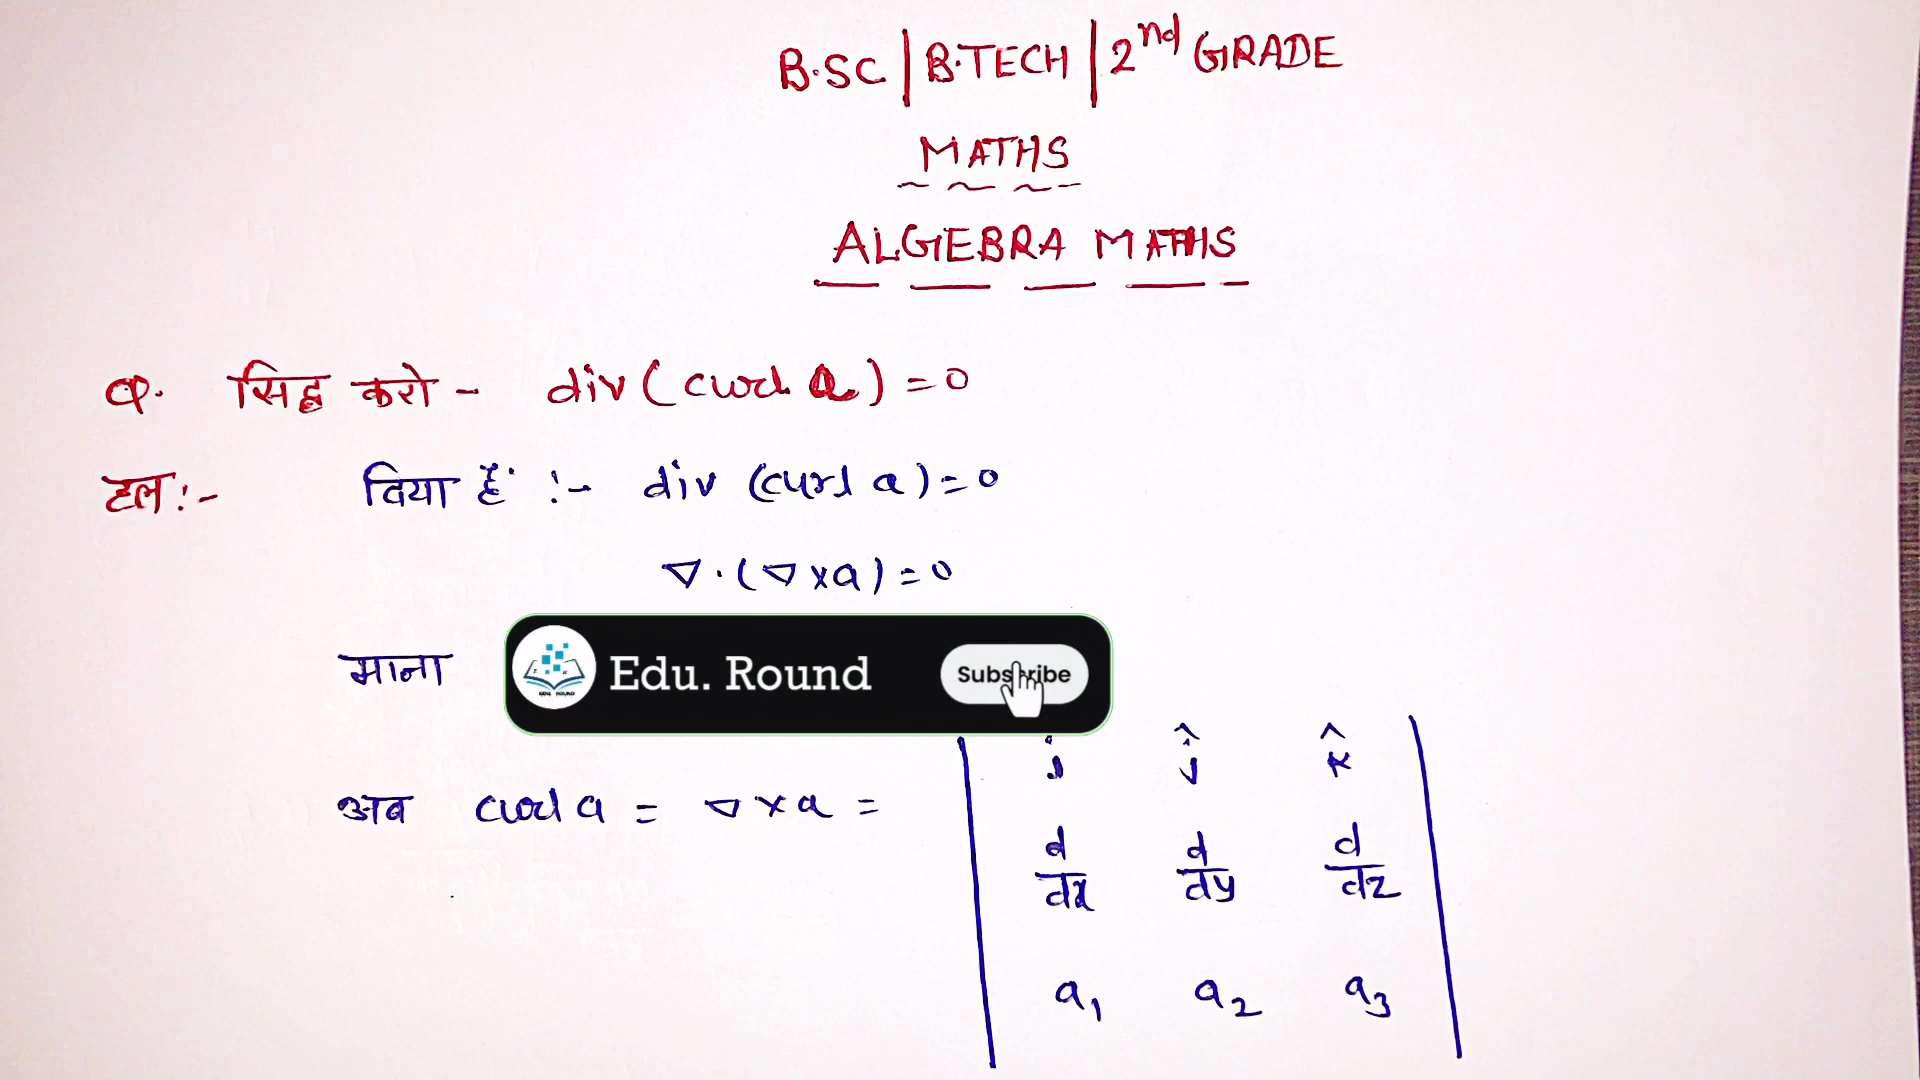 B.SC | B.TECH | 2nd GRADE
MATHS
ALGEBRA MATHS
Q. सिद्ध करो - div (curl a) = 0
हल :- दिया हैं :- div (curl a) = 0
∇ . (∇ x a) = 0
माना
Edu. Round Subscribe
î ĵ k̂
अब curl a = ∇ x a =
d/dx d/dy d/dz
a₁ a₂ a₃